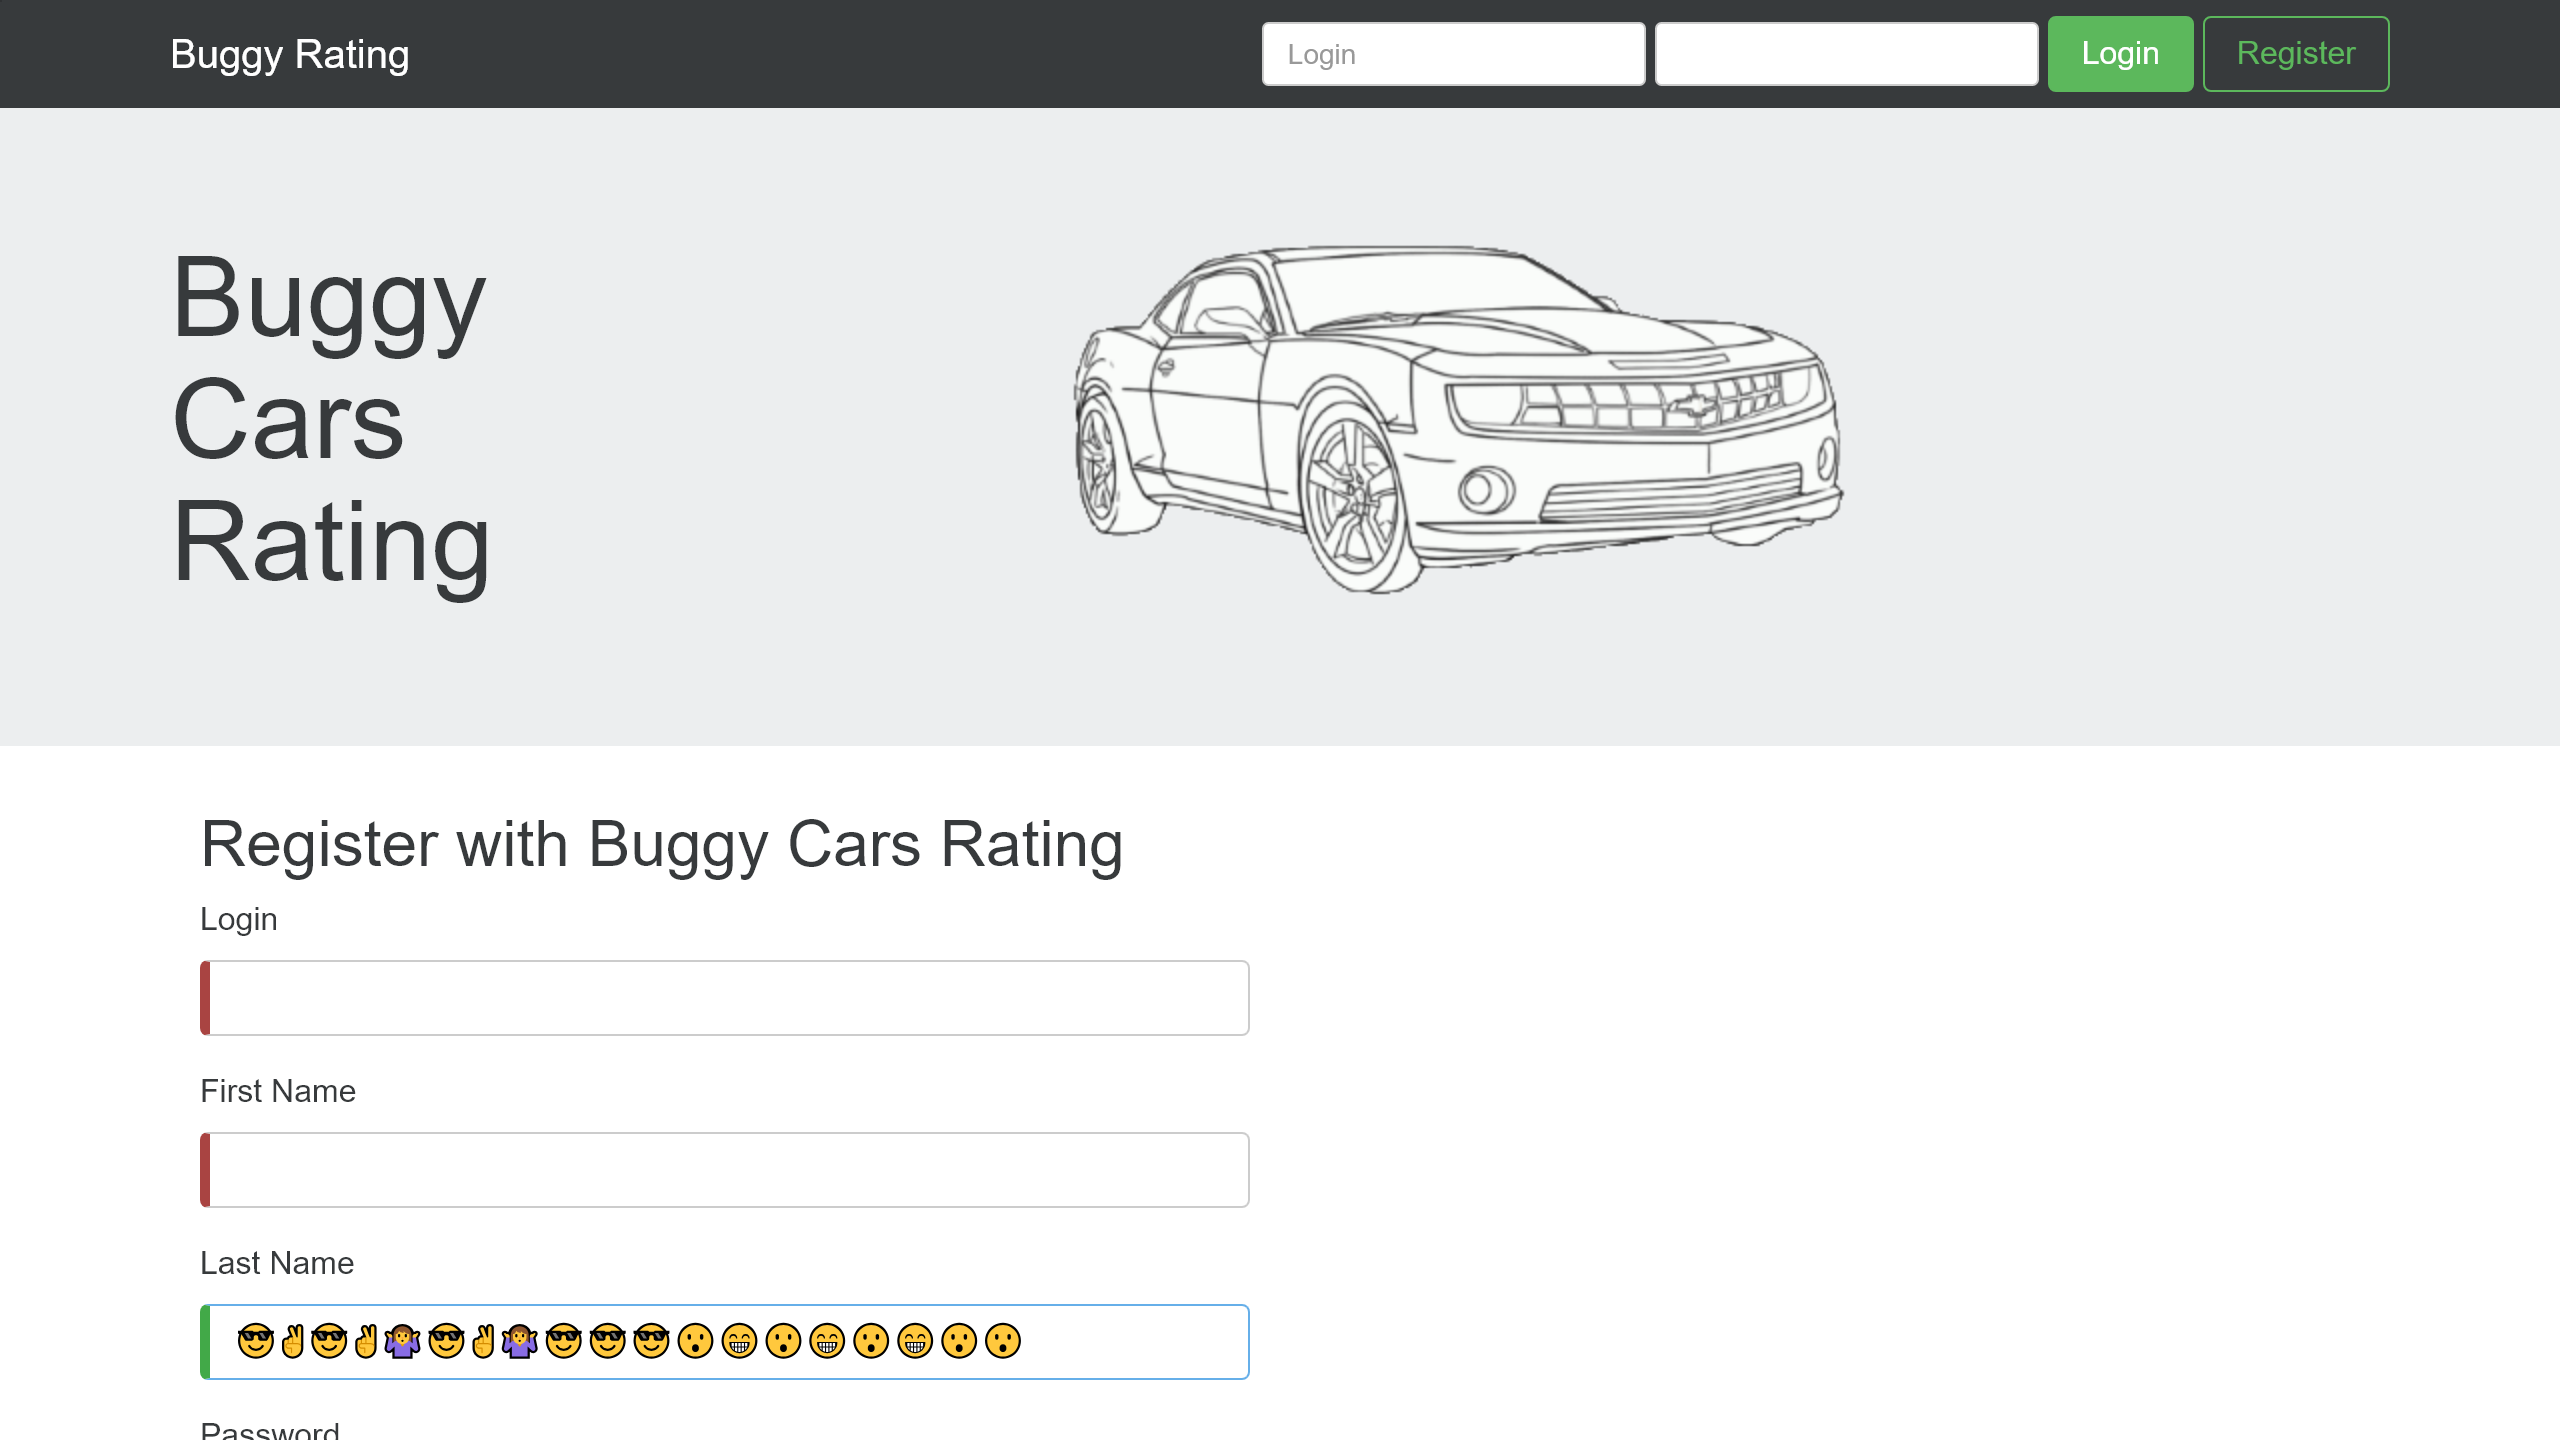 Buggy Rating
Login
Login
Register
Buggy
Cars
Rating
Register with Buggy Cars Rating
Login
First Name
Last Name
😎✌😎✌🤷‍♀️😎✌🤷‍♀️😎😎😎😮😁😮😁😮😁😮😮
Password